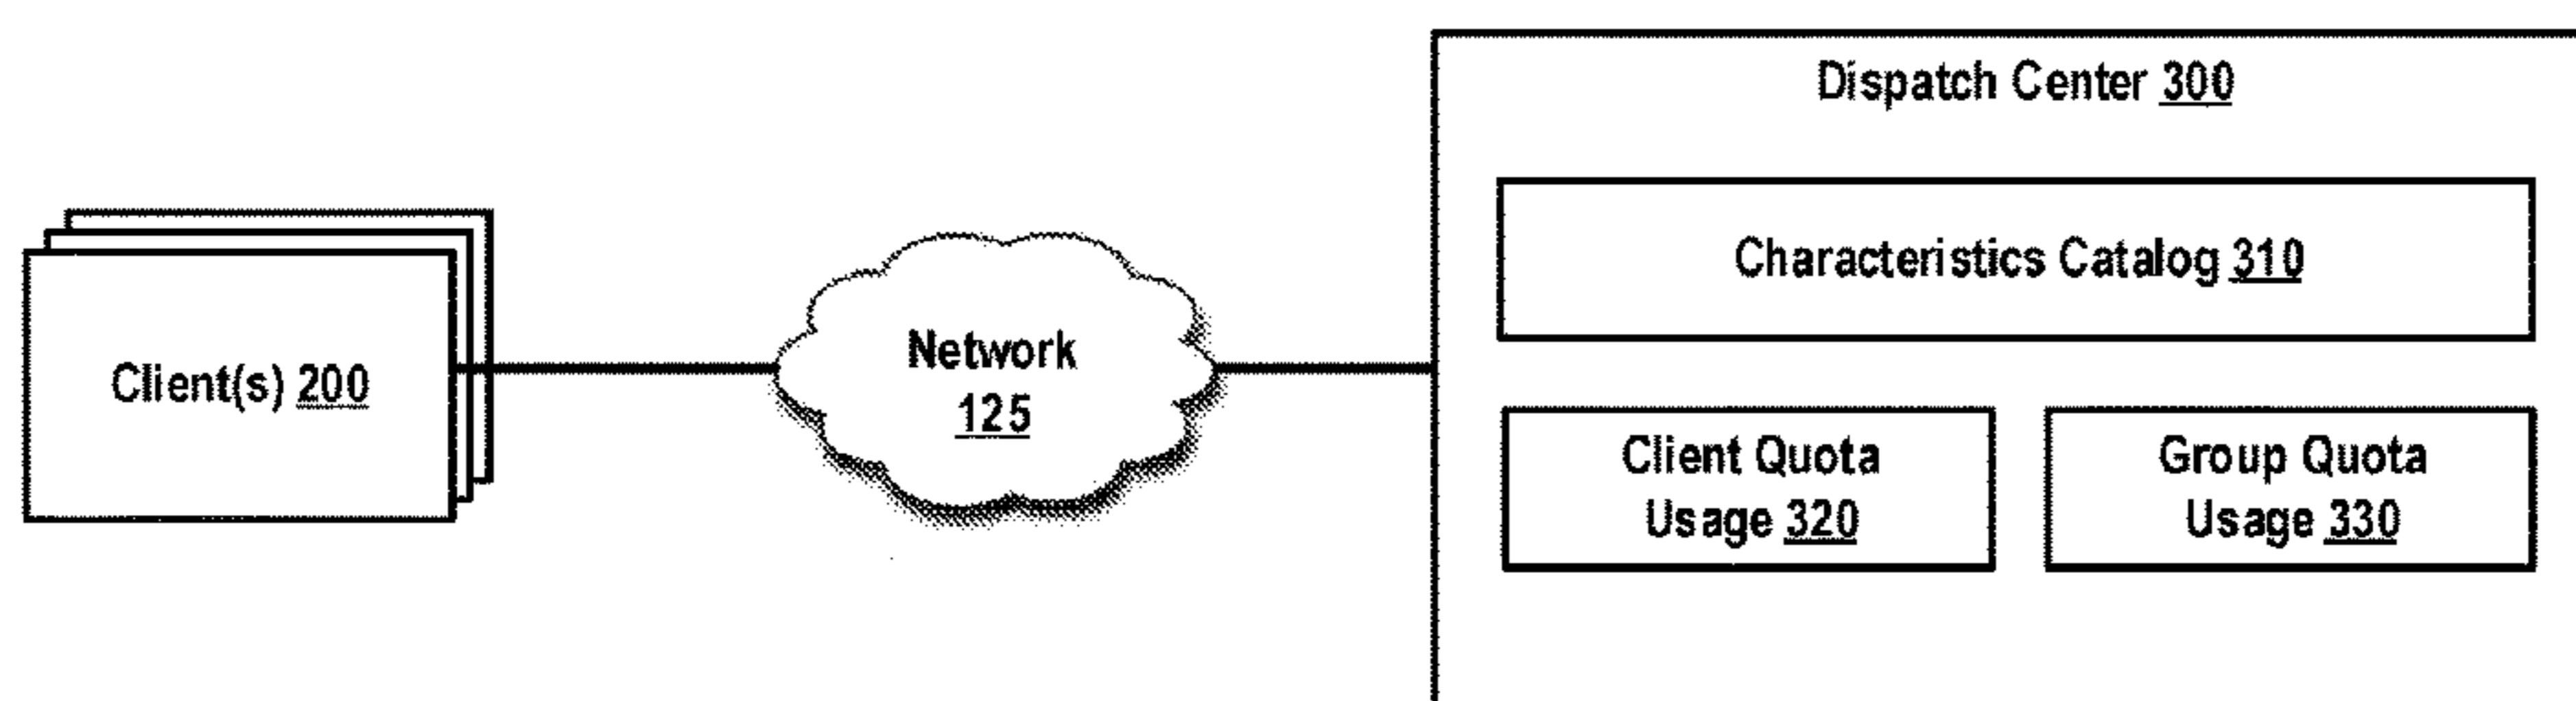 Dispatch Center 300
Characteristics Catalog 310
Client(s) 200
Network
125
Client Quota
Usage 320
Group Quota
Usage 330